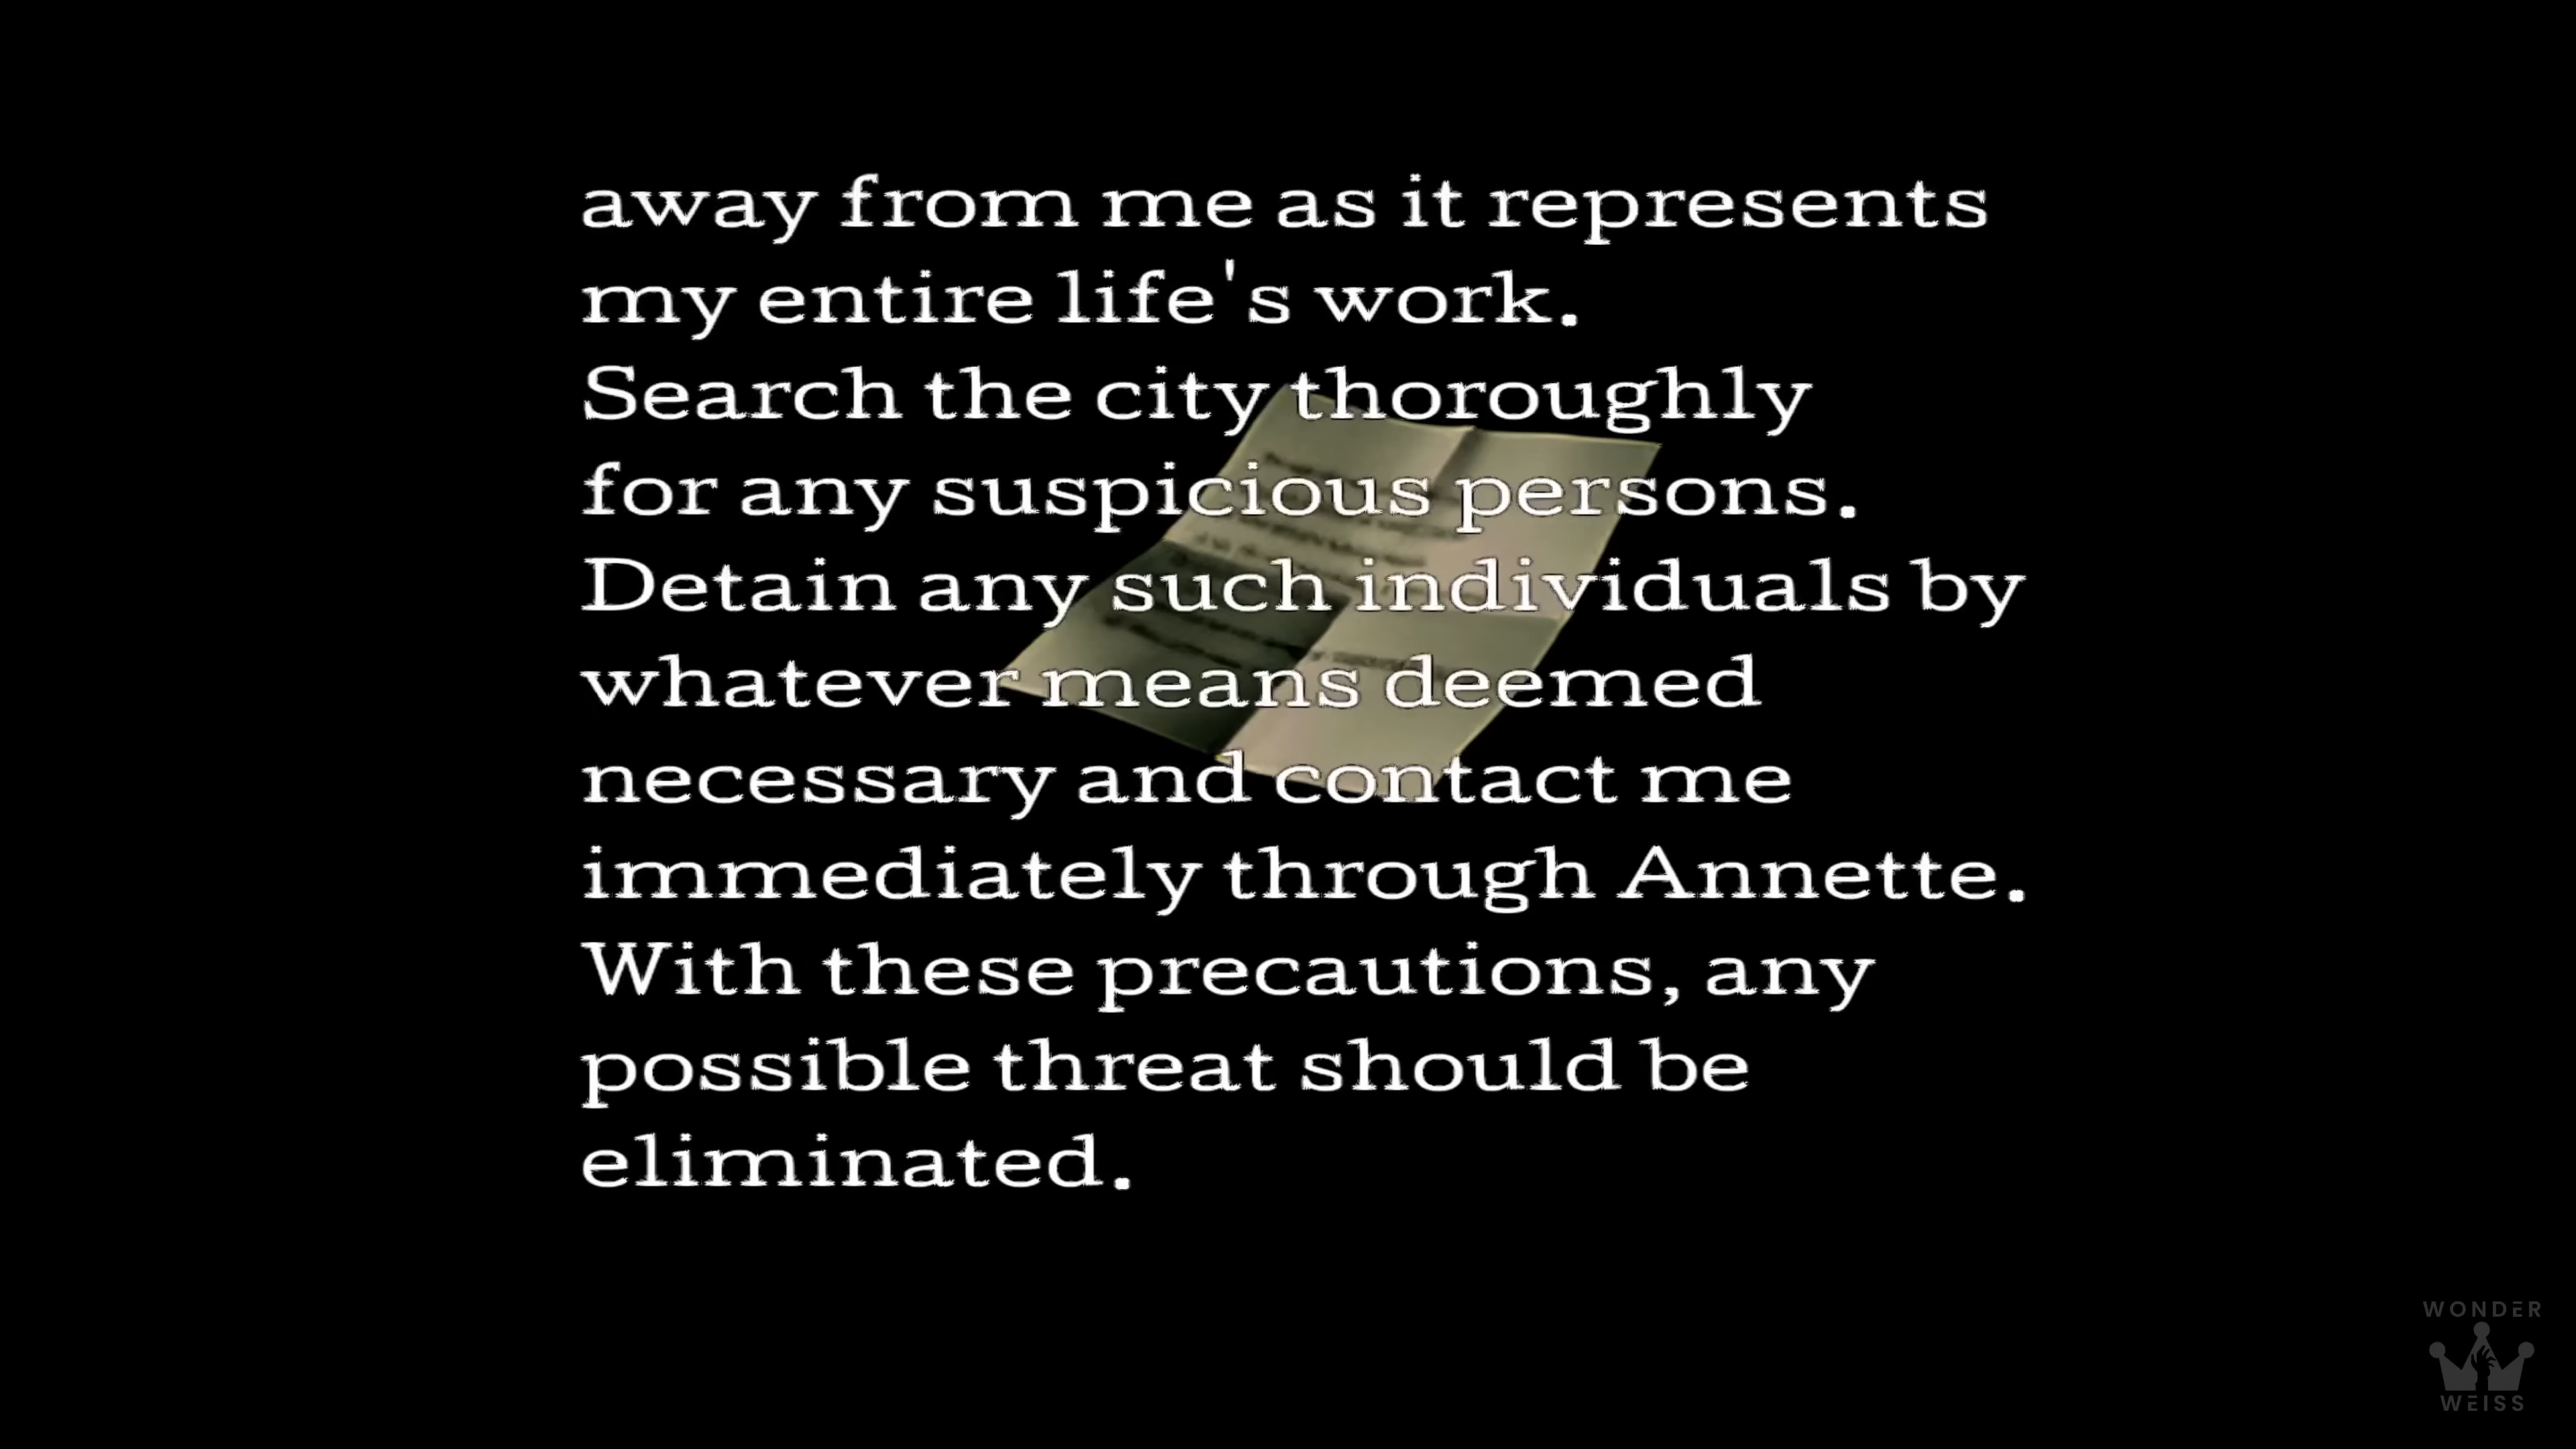 away from me as it represents
my entire life's work.
Search the city thoroughly
for any suspicious persons.
Detain any such individuals by
whatever means deemed
necessary and contact me
immediately through Annette.
With these precautions, any
possible threat should be
eliminated.
WONDER
WEISS